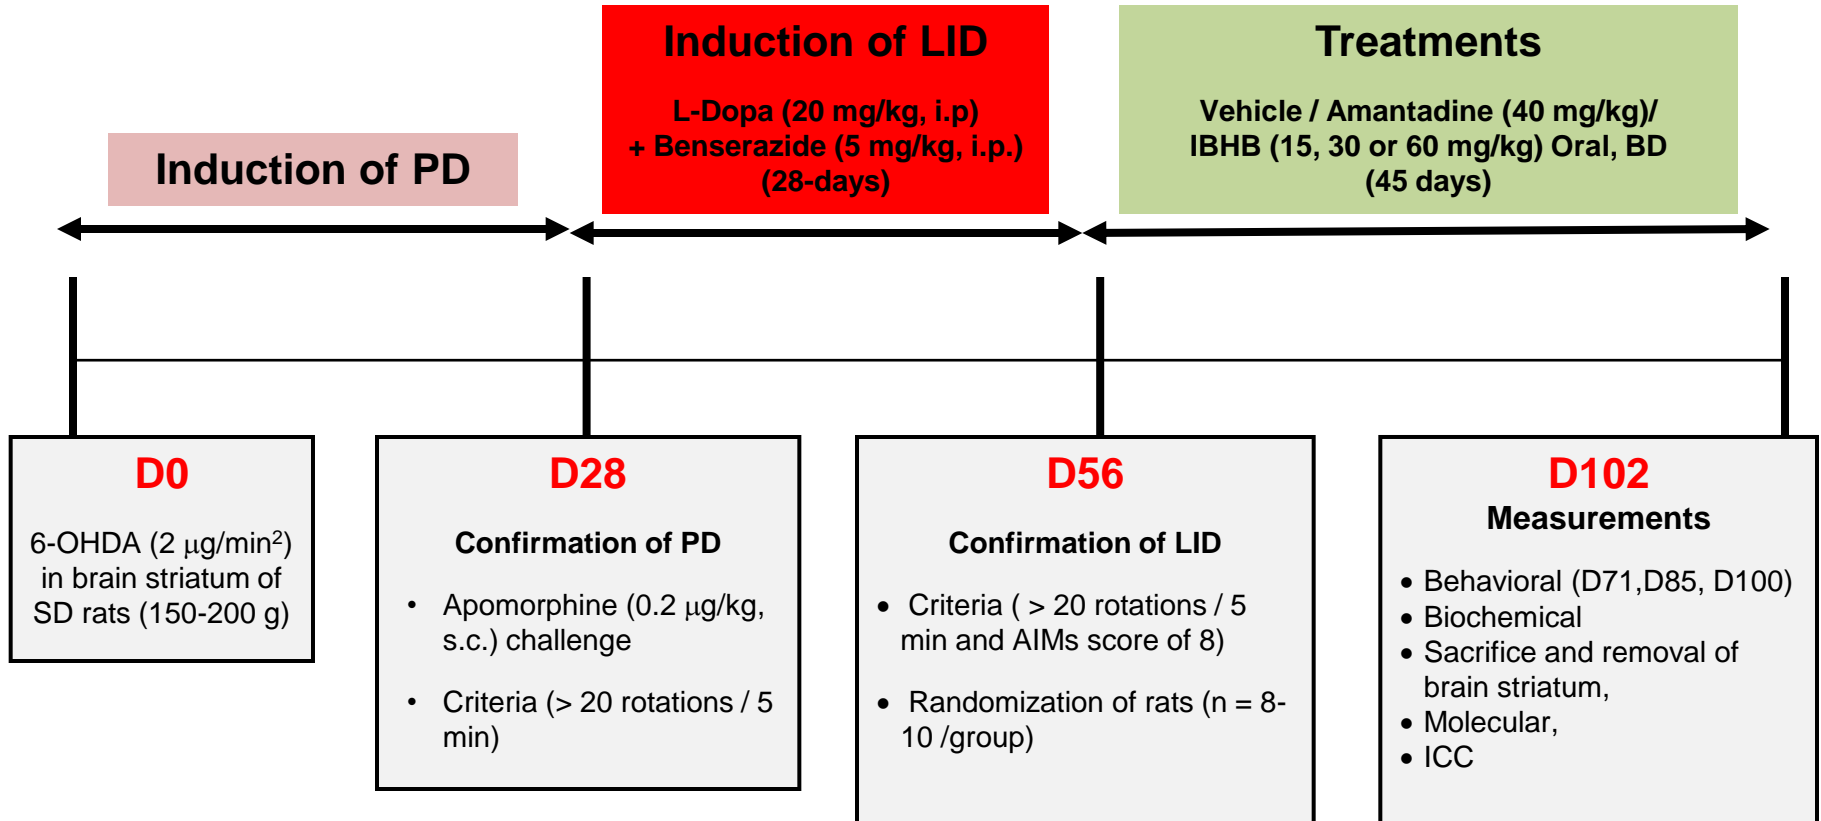 Induction of PD
Induction of LID
L-Dopa (20 mg/kg, i.p)
+ Benserazide (5 mg/kg, i.p.)
(28-days)
Treatments
Vehicle / Amantadine (40 mg/kg)/
IBHB (15, 30 or 60 mg/kg) Oral, BD
(45 days)
D0
6-OHDA (2 μg/min²)
in brain striatum of
SD rats (150-200 g)
D28
Confirmation of PD
• Apomorphine (0.2 μg/kg,
s.c.) challenge
• Criteria (> 20 rotations / 5
min)
D56
Confirmation of LID
• Criteria ( > 20 rotations / 5
min and AIMs score of 8)
• Randomization of rats (n = 8-
10 /group)
D102
Measurements
• Behavioral (D71,D85, D100)
• Biochemical
• Sacrifice and removal of
brain striatum,
• Molecular,
• ICC